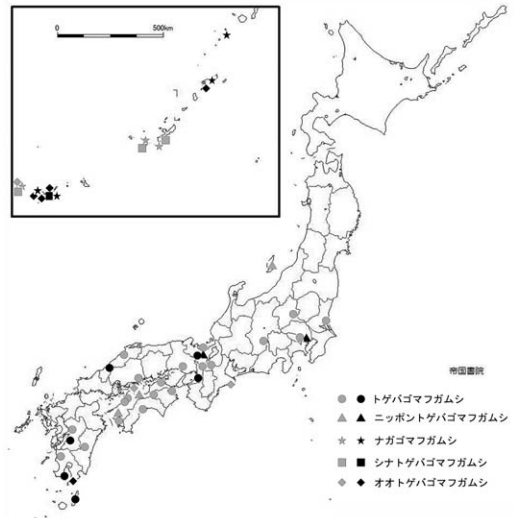 0 500km
帝国書院
トゲバゴマフガムシ
ニッポントゲバゴマフガムシ
ナガゴマフガムシ
シナトゲバゴマフガムシ
オオトゲバゴマフガムシ